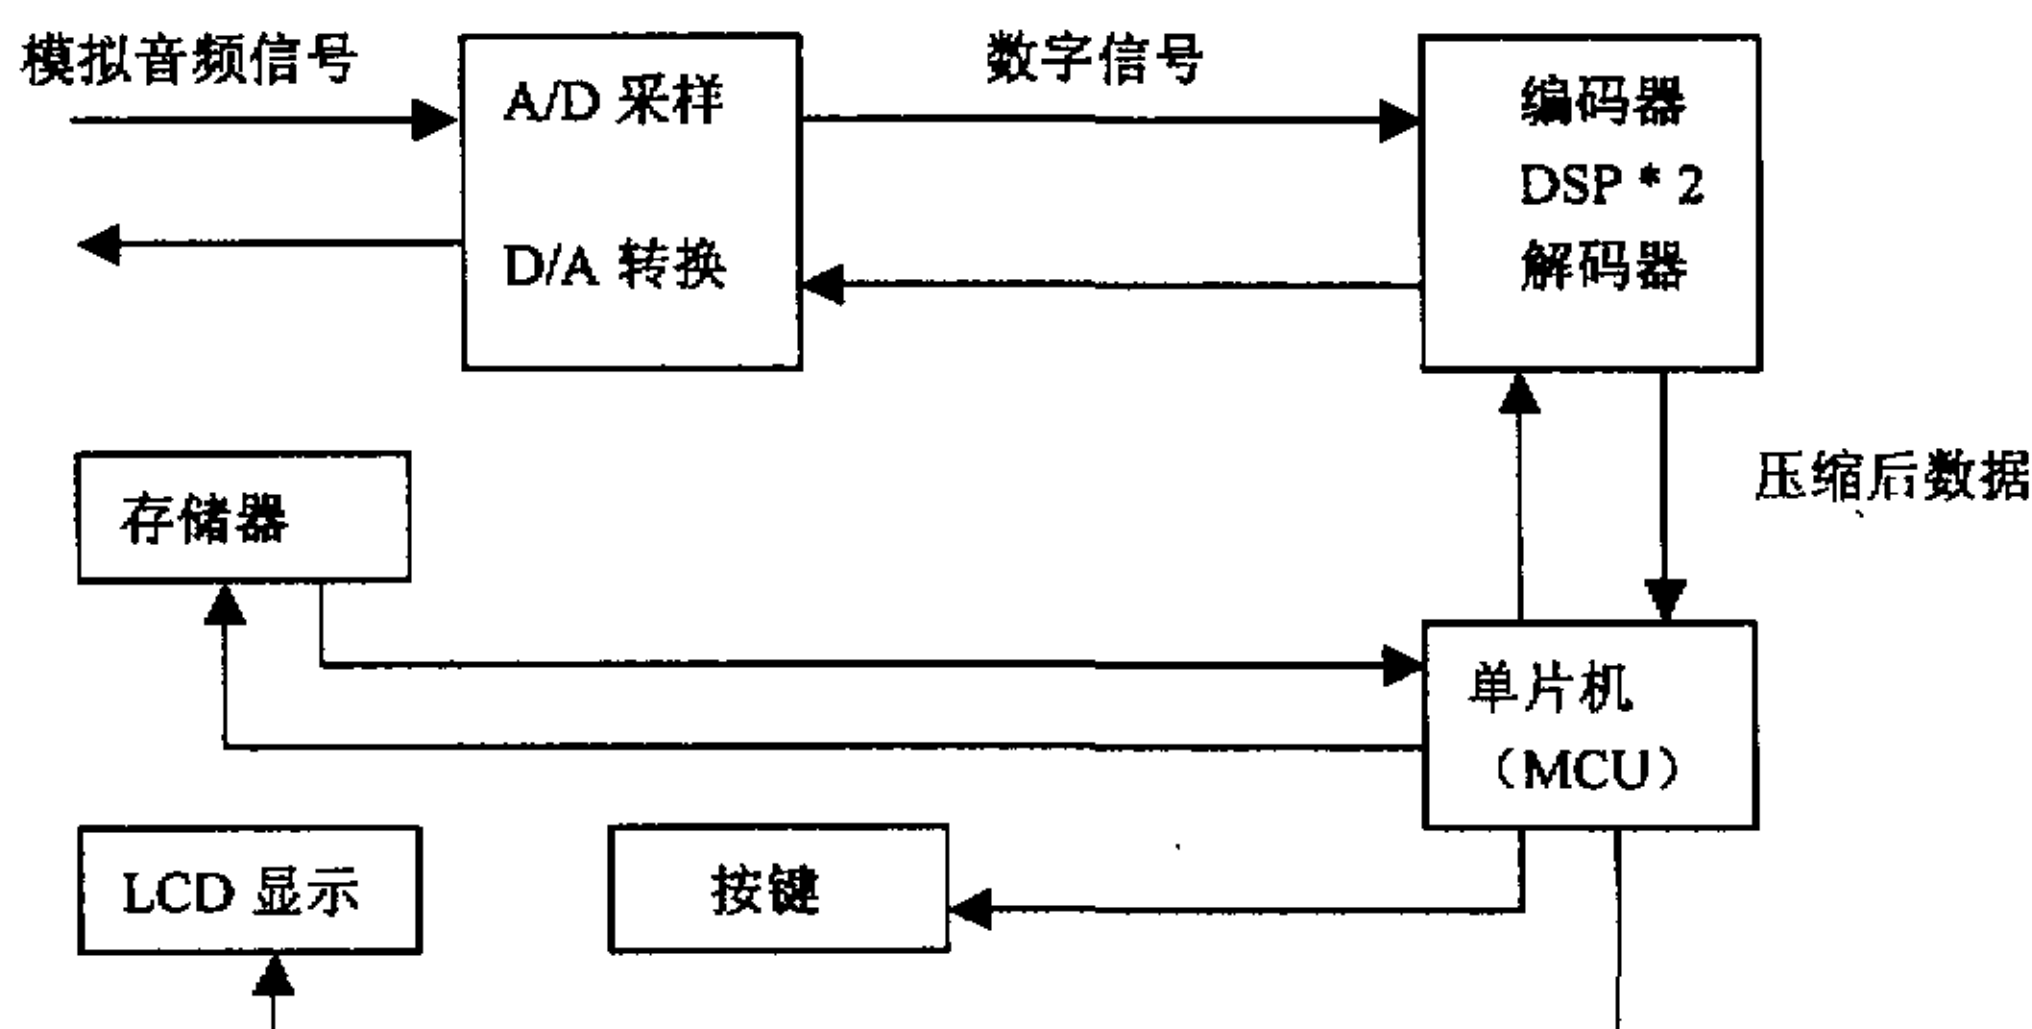 模拟音频信号
A/D 采样
D/A 转换
数字信号
编码器
DSP * 2
解码器
压缩后数据
存储器
单片机
（MCU）
LCD 显示
按键